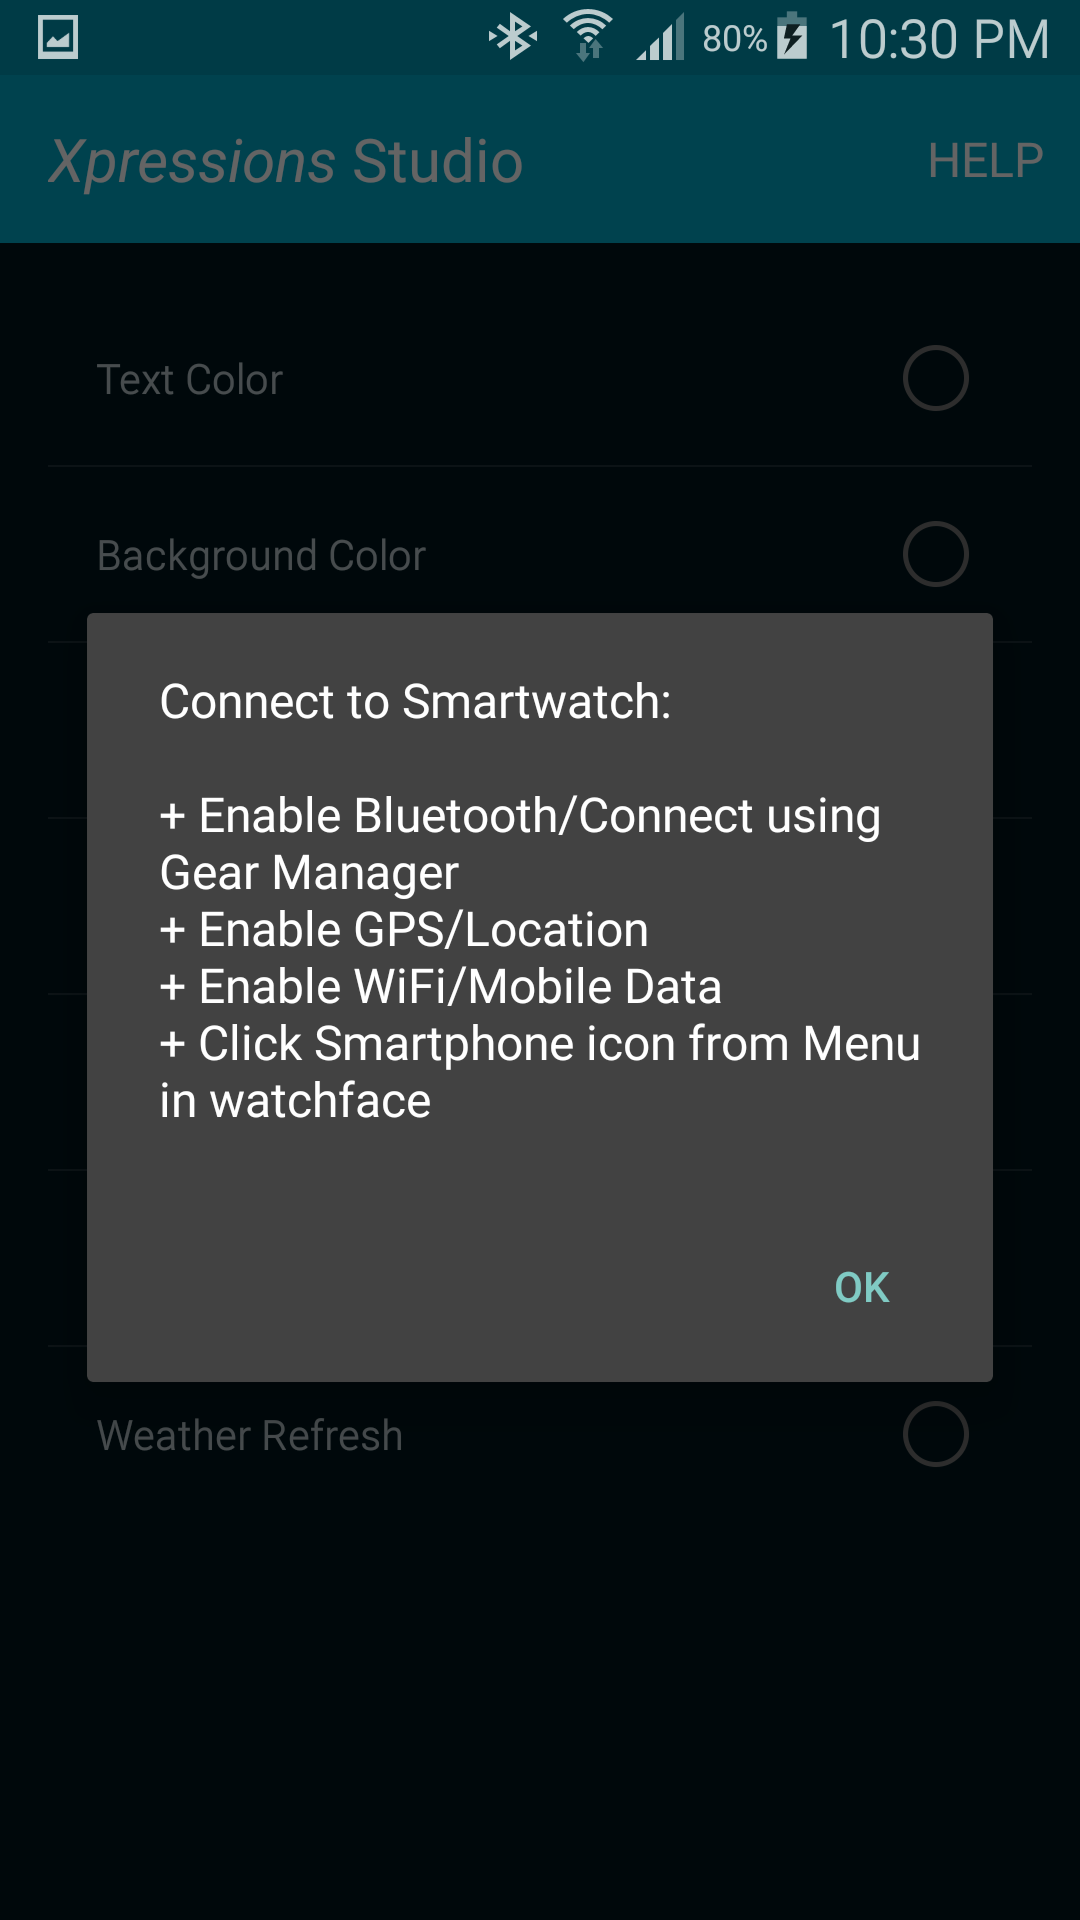 80% 10:30 PM
Xpressions Studio HELP
Text Color
Background Color
Connect to Smartwatch:
+ Enable Bluetooth/Connect using
Gear Manager
+ Enable GPS/Location
+ Enable WiFi/Mobile Data
+ Click Smartphone icon from Menu
in watchface
OK
Weather Refresh